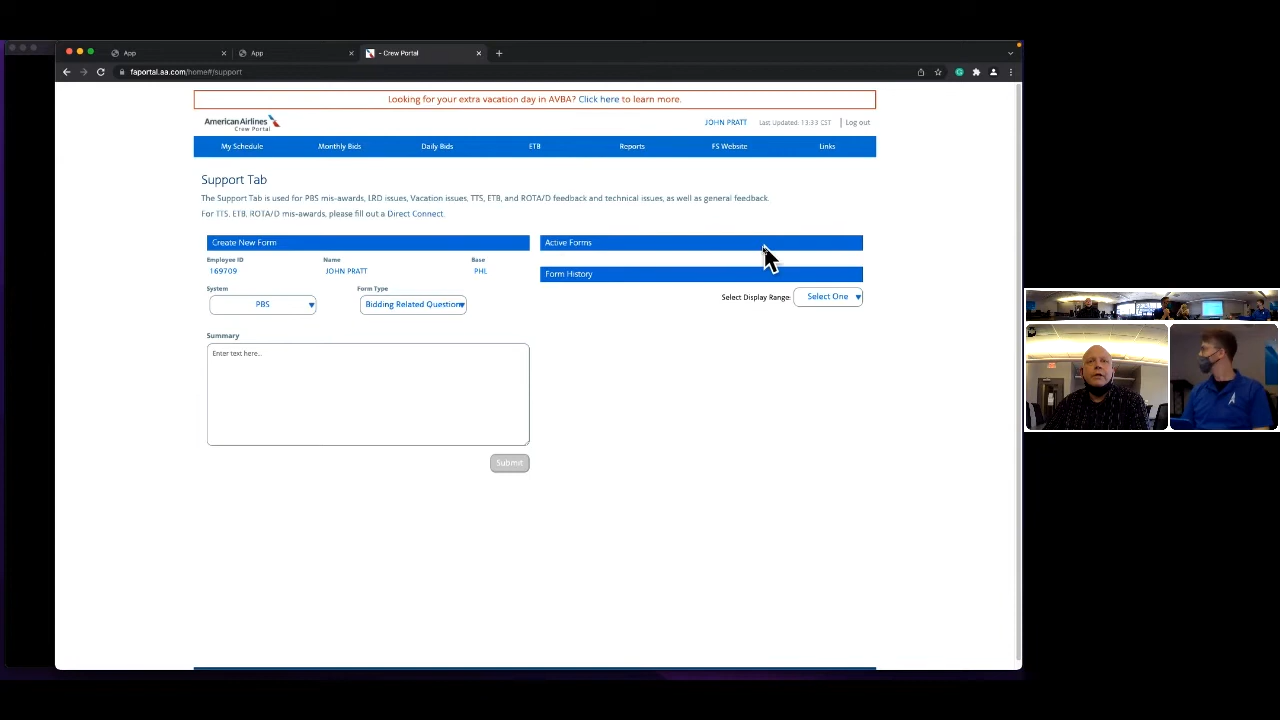 App
App
- Crew Portal
faportal.aa.com/home#/support
Looking for your extra vacation day in AVBA? Click here to learn more.
American Airlines
Crew Portal
JOHN PRATT
Last Updated: 13:33 CST
Log out
My Schedule
Monthly Bids
Daily Bids
ETB
Reports
FS Website
Links
Support Tab
The Support Tab is used for PBS mis-awards, LRD issues, Vacation issues, TTS, ETB, and ROTA/D feedback and technical issues, as well as general feedback.
For TTS, ETB, ROTA/D mis-awards, please fill out a Direct Connect.
Create New Form
Employee ID
Name
Base
169709
JOHN PRATT
PHL
System
Form Type
PBS
Bidding Related Question
Summary
Enter text here...
Submit
Active Forms
Form History
Select Display Range:
Select One